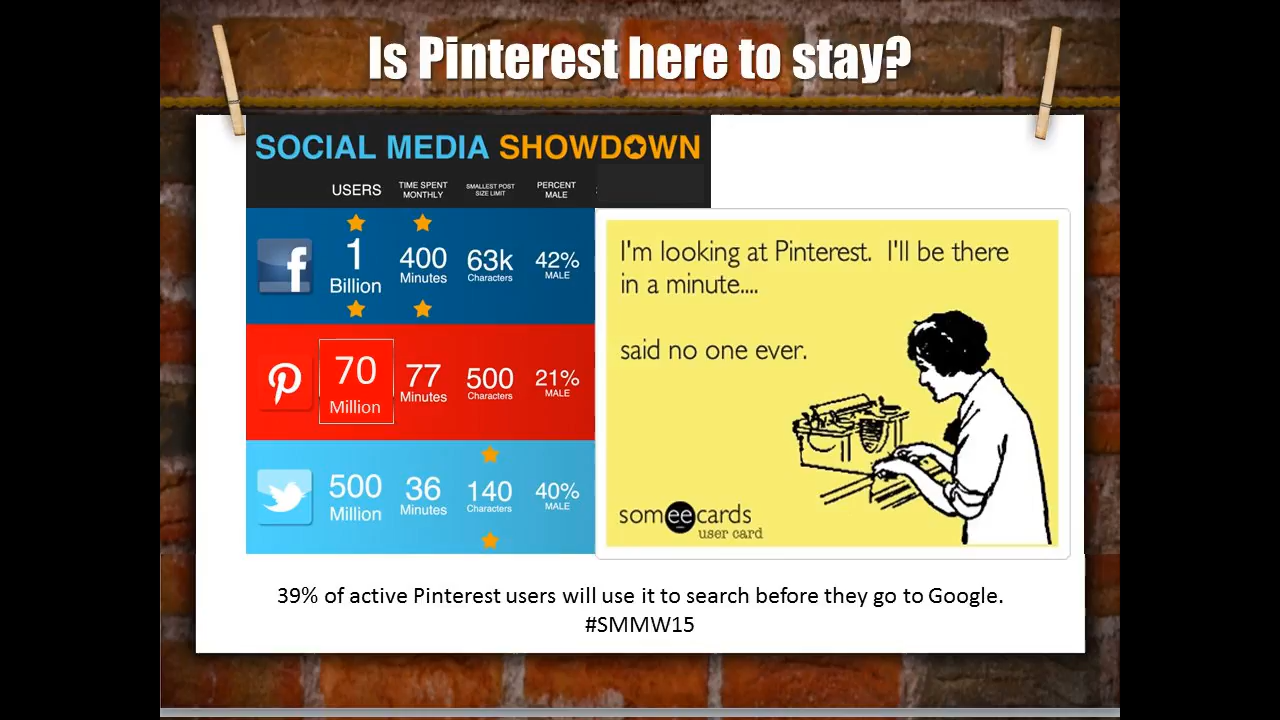 Is Pinterest here to stay?
SOCIAL MEDIA SHOWDOWN
USERS
TIME SPENT
MONTHLY
SMALLEST POST
SIZE LIMIT
PERCENT
MALE
f
1
Billion
400
Minutes
63k
Characters
42%
MALE
70
Million
77
Minutes
500
Characters
21%
MALE
500
Million
36
Minutes
140
Characters
40%
MALE
I'm looking at Pinterest. I'll be there
in a minute....
said no one ever.
someecards
user card
39% of active Pinterest users will use it to search before they go to Google.
#SMMW15